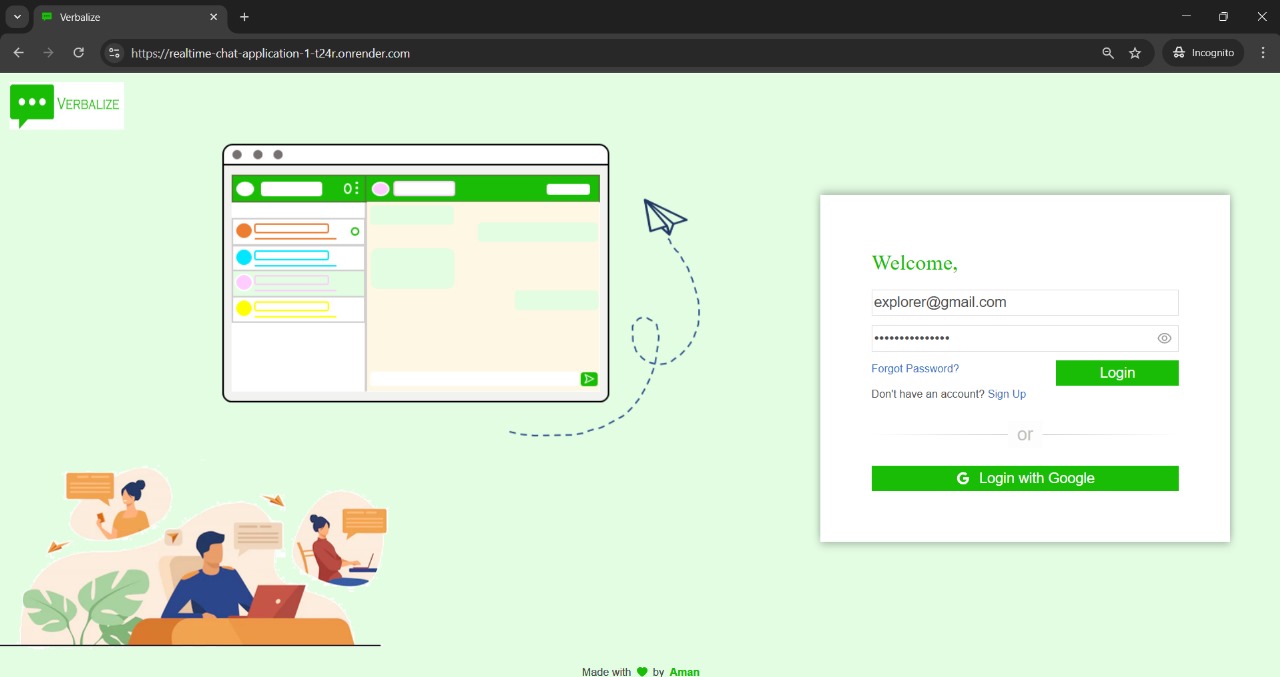 Verbalize
https://realtime-chat-application-1-t24r.onrender.com
Incognito
VERBALIZE
Welcome,
explorer@gmail.com
•••••••••••••••
Forgot Password?
Login
Don't have an account? Sign Up
or
G Login with Google
Made with by Aman